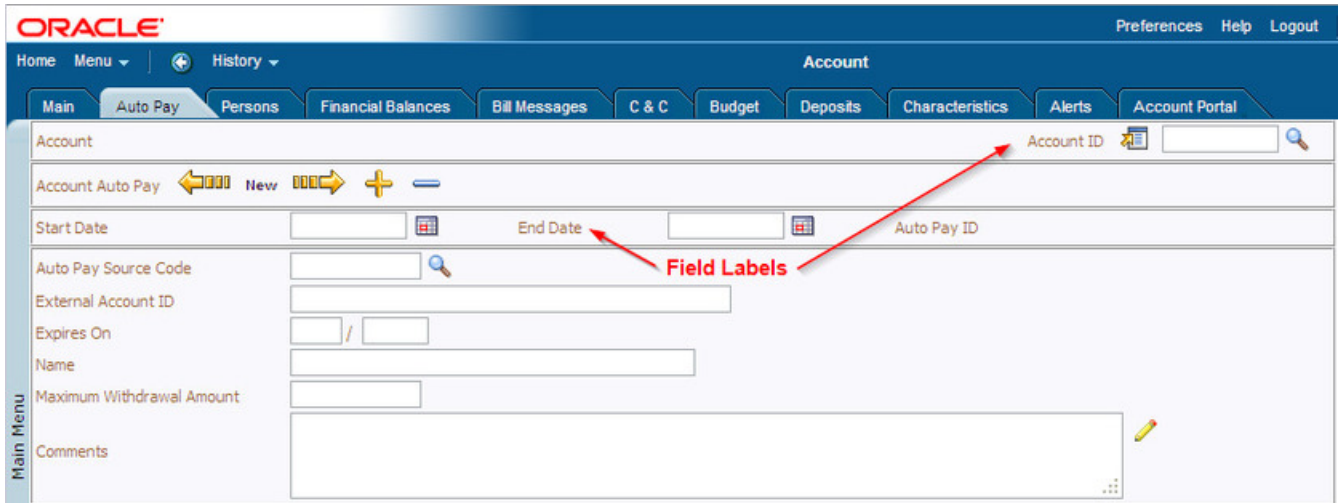 ORACLE
Preferences Help Logout
Home Menu History Account
Main Auto Pay Persons Financial Balances Bill Messages C & C Budget Deposits Characteristics Alerts Account Portal
Account Account ID
Account Auto Pay New
Start Date End Date Auto Pay ID
Auto Pay Source Code
Field Labels
External Account ID
Expires On /
Name
Maximum Withdrawal Amount
Comments
Main Menu